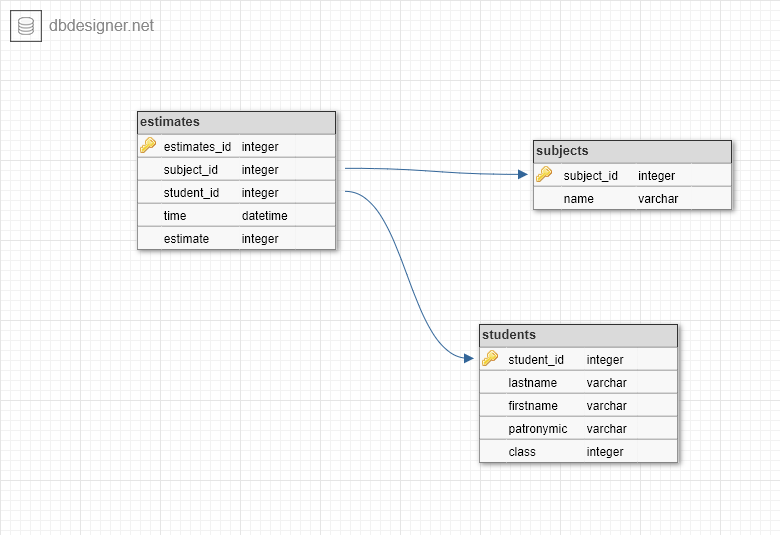 dbdesigner.net
estimates
estimates_id integer
subject_id integer
student_id integer
time datetime
estimate integer
subjects
subject_id integer
name varchar
students
student_id integer
lastname varchar
firstname varchar
patronymic varchar
class integer